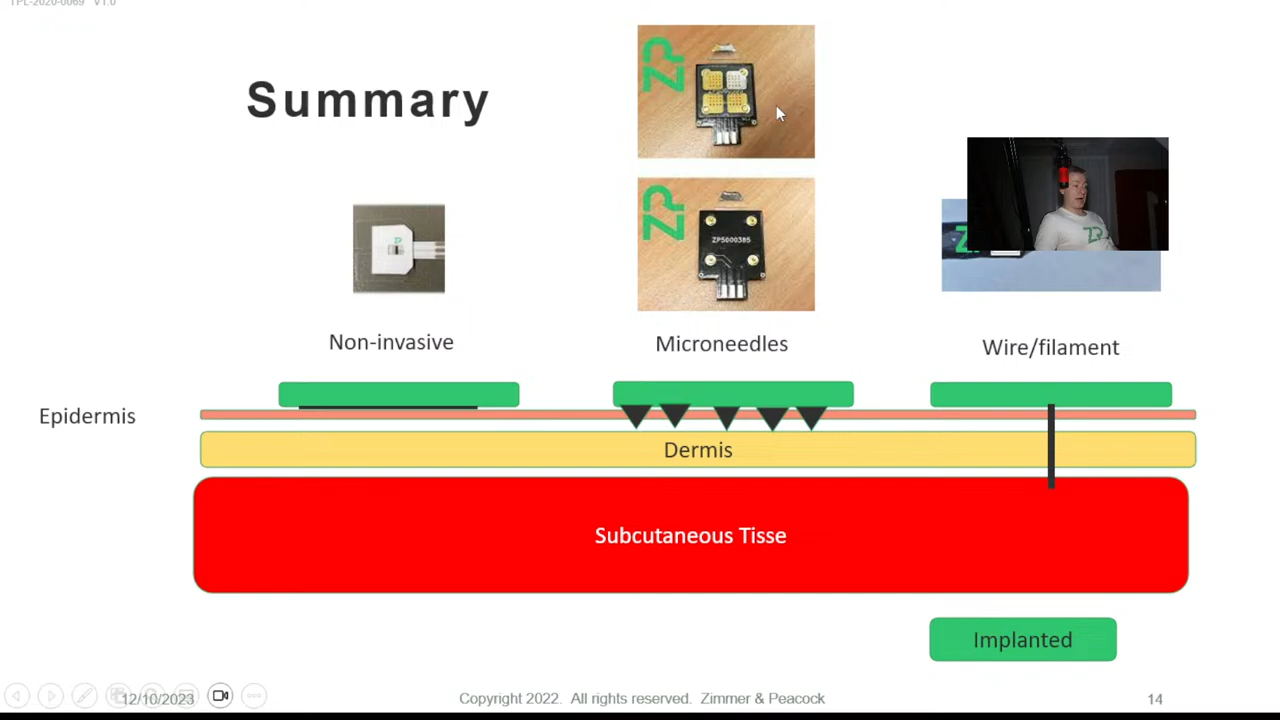 TPL-2020-0069 V1.0
Summary
ZP
ZP
ZP5000385
ZP
ZP
Non-invasive
Microneedles
Wire/filament
Epidermis
Dermis
Subcutaneous Tisse
Implanted
12/10/2023
Copyright 2022. All rights reserved. Zimmer & Peacock
14